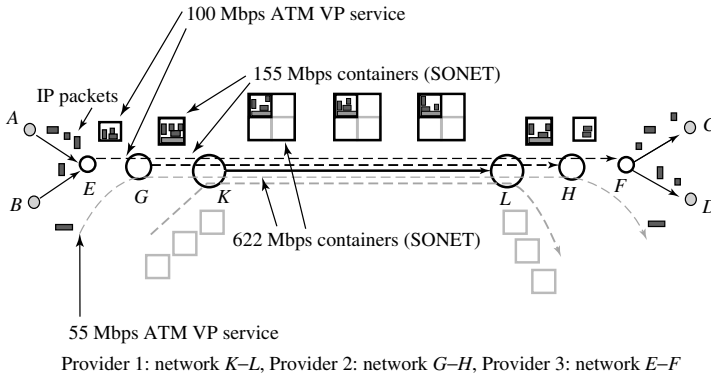 100 Mbps ATM VP service
155 Mbps containers (SONET)
IP packets
A
C
E
G
K
L
H
F
B
D
622 Mbps containers (SONET)
55 Mbps ATM VP service
Provider 1: network K–L, Provider 2: network G–H, Provider 3: network E–F